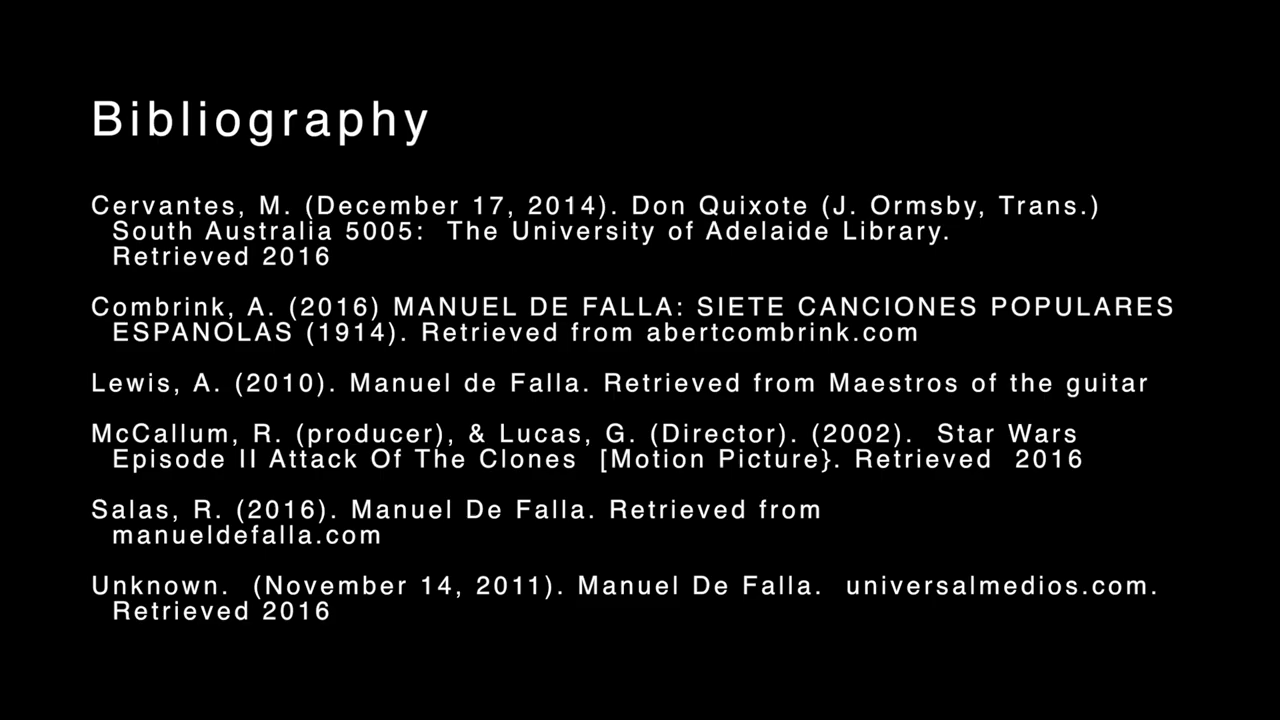 Bibliography
Cervantes, M. (December 17, 2014). Don Quixote (J. Ormsby, Trans.)
South Australia 5005:  The University of Adelaide Library.
Retrieved 2016
Combrink, A. (2016) MANUEL DE FALLA: SIETE CANCIONES POPULARES
ESPANOLAS (1914). Retrieved from abertcombrink.com
Lewis, A. (2010). Manuel de Falla. Retrieved from Maestros of the guitar
McCallum, R. (producer), & Lucas, G. (Director). (2002).  Star Wars
Episode II Attack Of The Clones  [Motion Picture}. Retrieved  2016
Salas, R. (2016). Manuel De Falla. Retrieved from
manueldefalla.com
Unknown.  (November 14, 2011). Manuel De Falla.  universalmedios.com.
Retrieved 2016